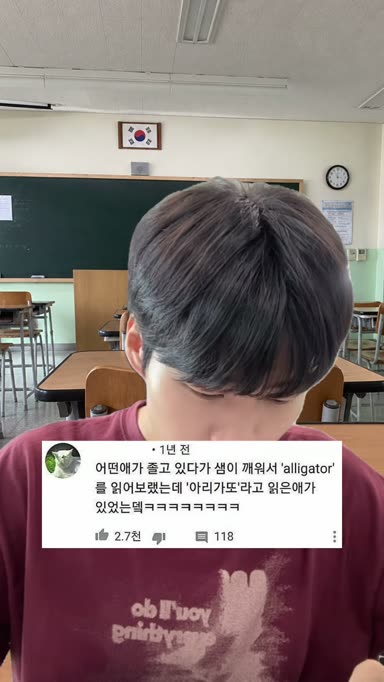 • 1년 전
어떤애가 졸고 있다가 샘이 깨워서 'alligator'
를 읽어보랬는데 '아리가또'라고 읽은애가
있었는뎈ㅋㅋㅋㅋㅋㅋㅋㅋ
2.7천 118
you'll do
everything